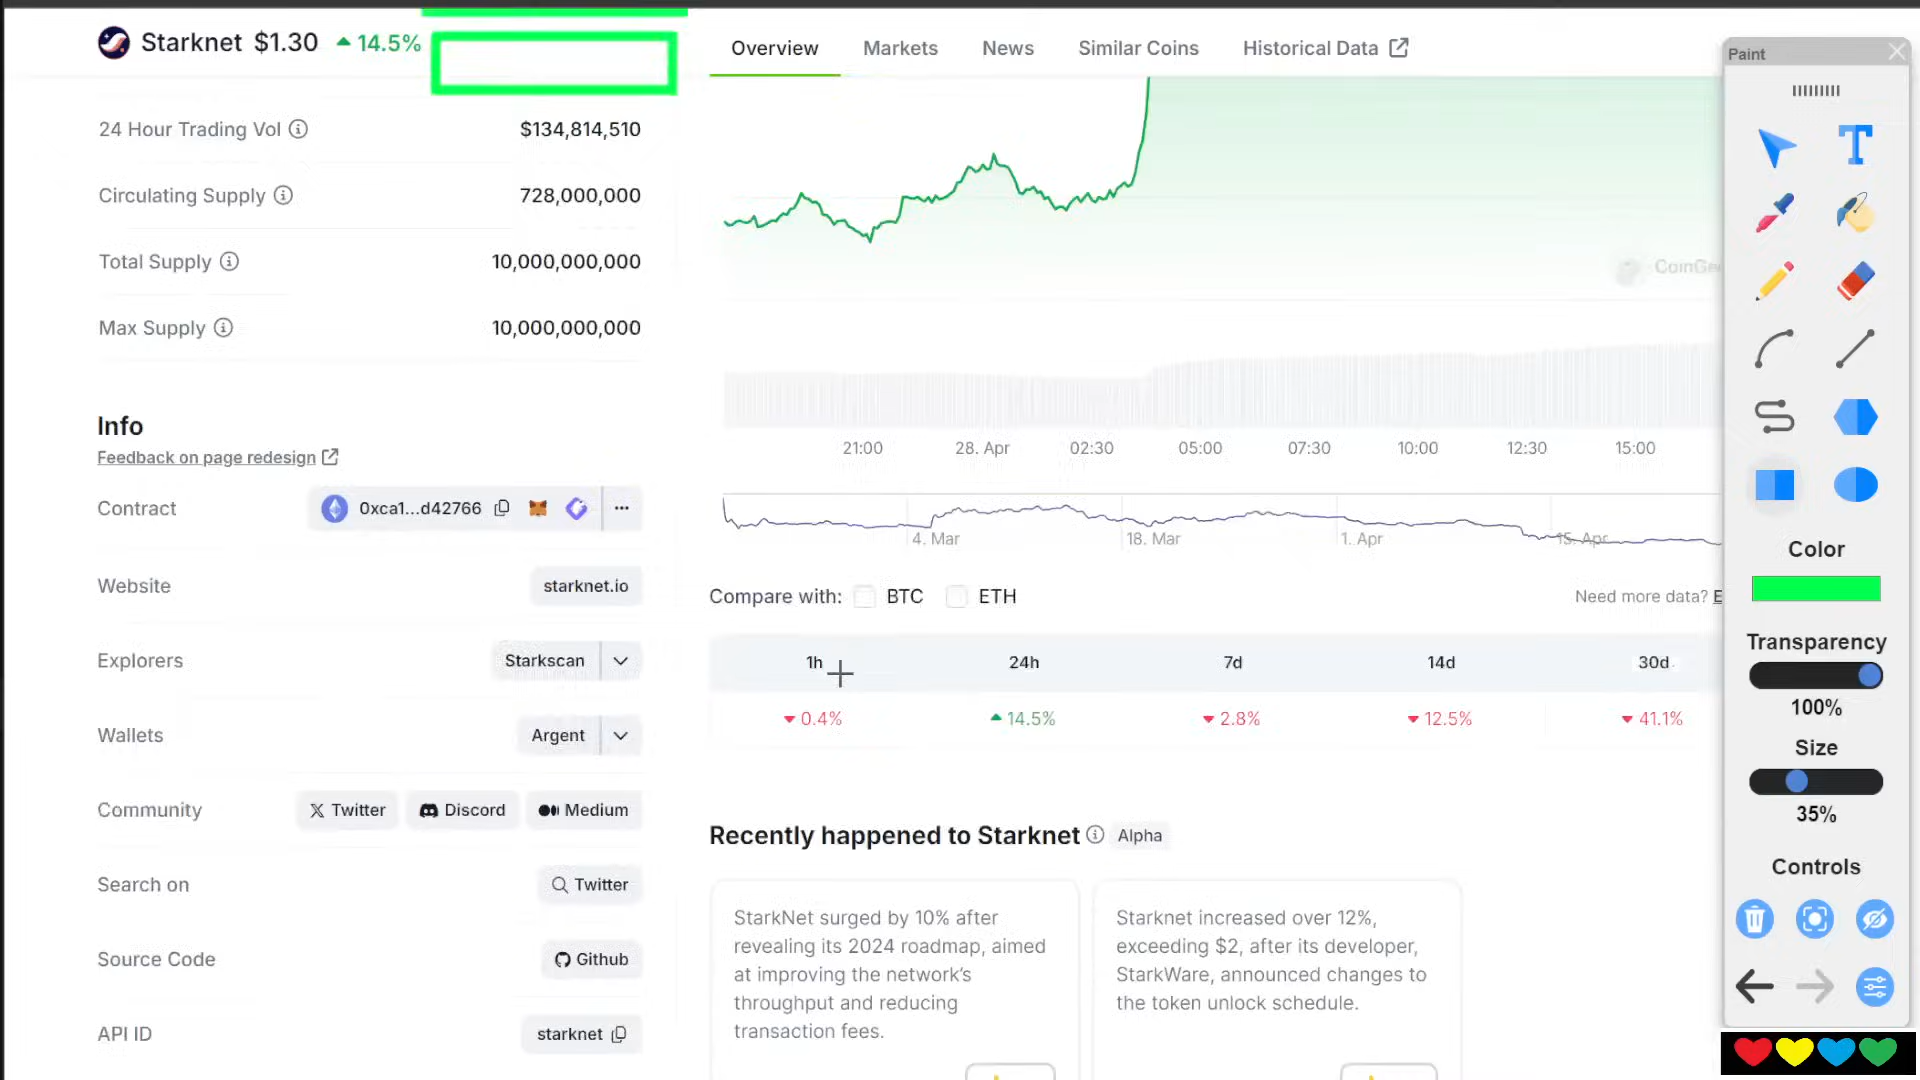 Starknet $1.30 14.5%
Overview Markets News Similar Coins Historical Data
24 Hour Trading Vol $134,814,510
Circulating Supply 728,000,000
Total Supply 10,000,000,000
Max Supply 10,000,000,000
Info
Feedback on page redesign
Contract 0xca1...d42766
Website starknet.io
Explorers Starkscan
Wallets Argent
Community Twitter Discord Medium
Search on Twitter
Source Code Github
API ID starknet
21:00 28. Apr 02:30 05:00 07:30 10:00 12:30 15:00
4. Mar 18. Mar 1. Apr 15. Apr
Compare with: BTC ETH
Need more data?
1h 24h 7d 14d 30d
0.4% 14.5% 2.8% 12.5% 41.1%
Recently happened to Starknet Alpha
StarkNet surged by 10% after
revealing its 2024 roadmap, aimed
at improving the network's
throughput and reducing
transaction fees.
Starknet increased over 12%,
exceeding $2, after its developer,
StarkWare, announced changes to
the token unlock schedule.
Paint
T
Color
Transparency
100%
Size
35%
Controls